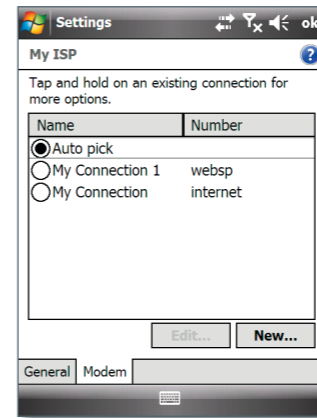 Settings ok
My ISP
Tap and hold on an existing connection for
more options.
Name Number
Auto pick
My Connection 1 websp
My Connection internet
Edit... New...
General Modem